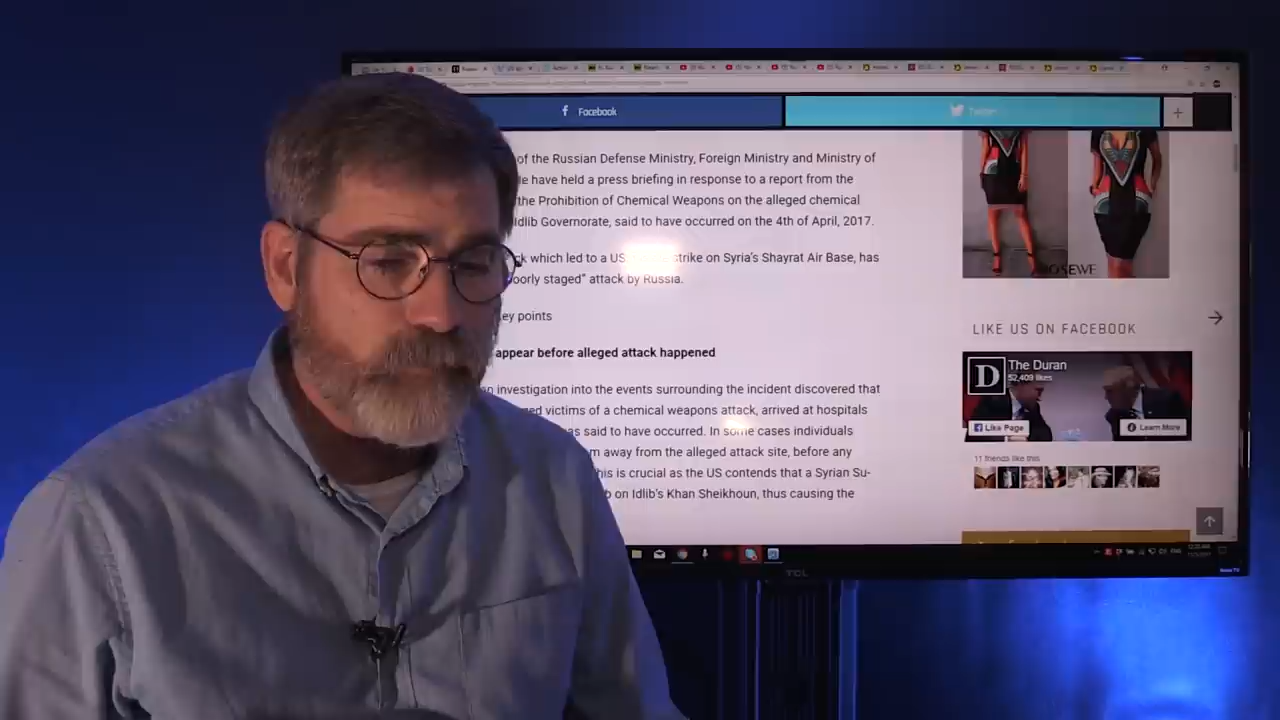 Facebook
of the Russian Defense Ministry, Foreign Ministry and Ministry of
have held a press briefing in response to a report from the
the Prohibition of Chemical Weapons on the alleged chemical
Idlib Governorate, said to have occurred on the 4th of April, 2017.
which led to a US strike on Syria's Shayrat Air Base, has
poorly staged" attack by Russia.
key points
appear before alleged attack happened
investigation into the events surrounding the incident discovered that
victims of a chemical weapons attack, arrived at hospitals
said to have occurred. In some cases individuals
away from the alleged attack site, before any
his is crucial as the US contends that a Syrian Su-
on Idlib's Khan Sheikhoun, thus causing the
LIKE US ON FACEBOOK
D
The Duran
52,409 likes
Like Page
Learn More
11 friends like this
TCL